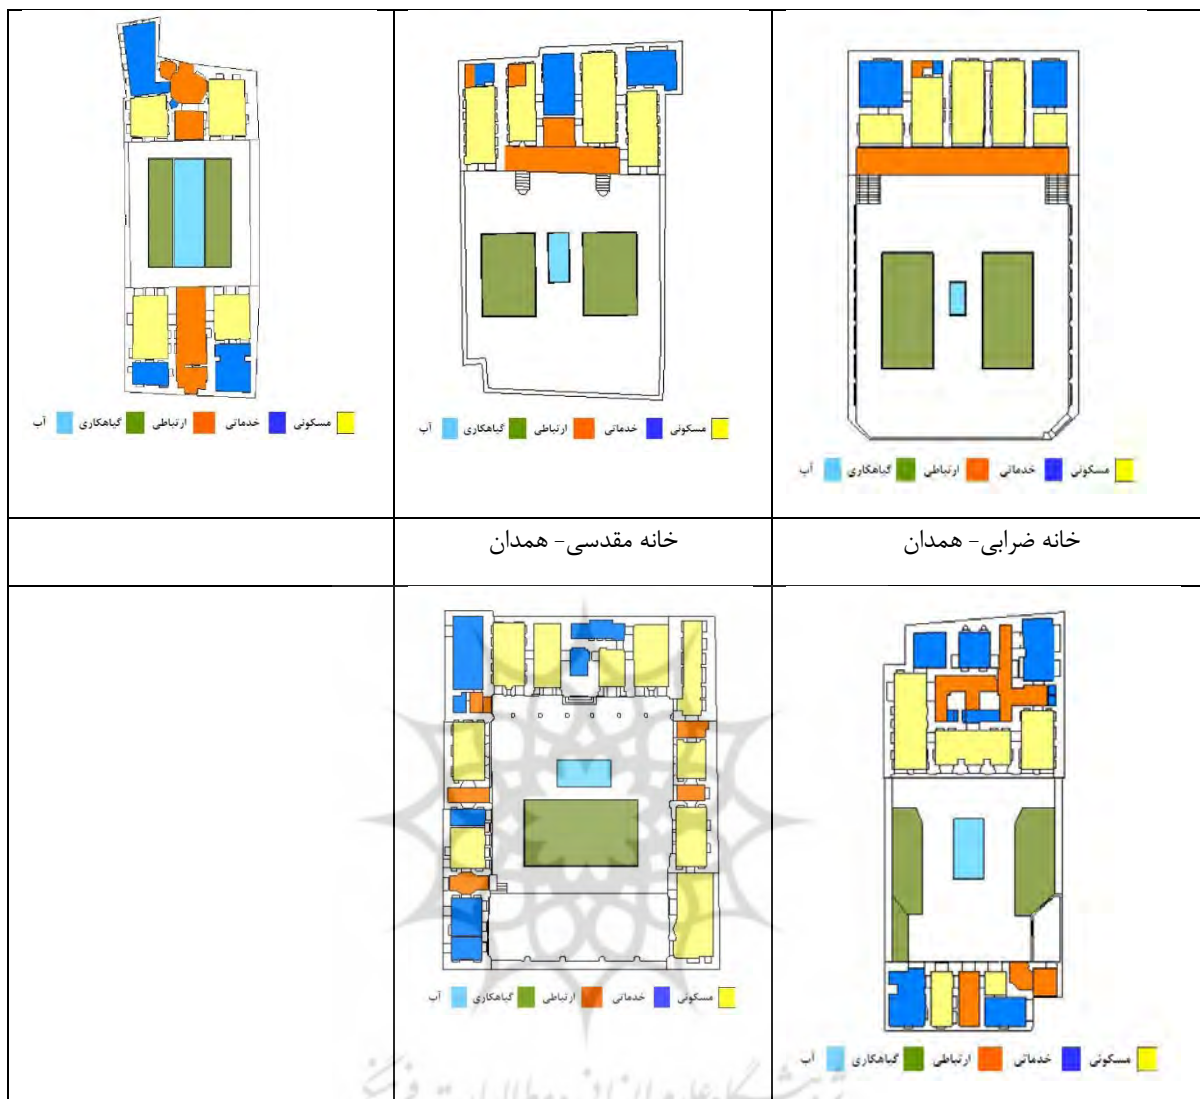 مسکونی خدماتی ارتباطی گیاهکاری آب
مسکونی خدماتی ارتباطی گیاهکاری آب
مسکونی خدماتی ارتباطی گیاهکاری آب
خانه ضرابی- همدان
خانه مقدسی- همدان
مسکونی خدماتی ارتباطی گیاهکاری آب
مسکونی خدماتی ارتباطی گیاهکاری آب